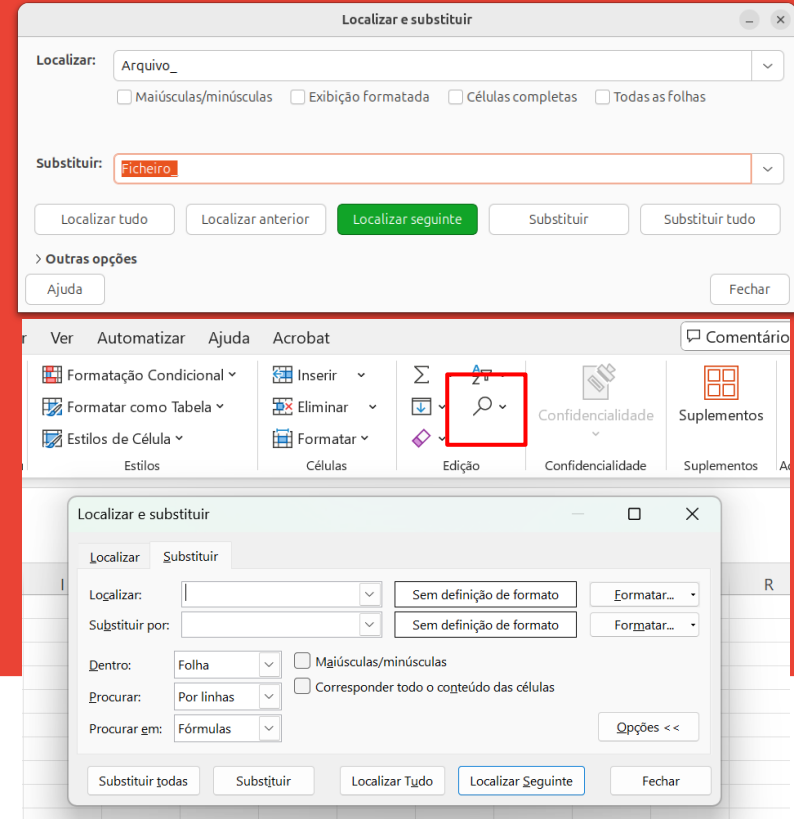 Localizar e substituir
Localizar:
Arquivo_
Maiúsculas/minúsculas Exibição formatada Células completas Todas as folhas
Substituir:
Ficheiro_
Localizar tudo Localizar anterior Localizar seguinte Substituir Substituir tudo
Outras opções
Ajuda Fechar
r Ver Automatizar Ajuda Acrobat Comentário
Formatação Condicional Inserir
Formatar como Tabela Eliminar Confidencialidade Suplementos
Estilos de Célula Formatar
Estilos Células Edição Confidencialidade Suplementos
Localizar e substituir
Localizar Substituir
I R
Localizar: Sem definição de formato Formatar...
Substituir por: Sem definição de formato Formatar...
Dentro: Folha Maiúsculas/minúsculas
Procurar: Por linhas Corresponder todo o conteúdo das células
Procurar em: Fórmulas Opções <<
Substituir todas Substituir Localizar Tudo Localizar Seguinte Fechar